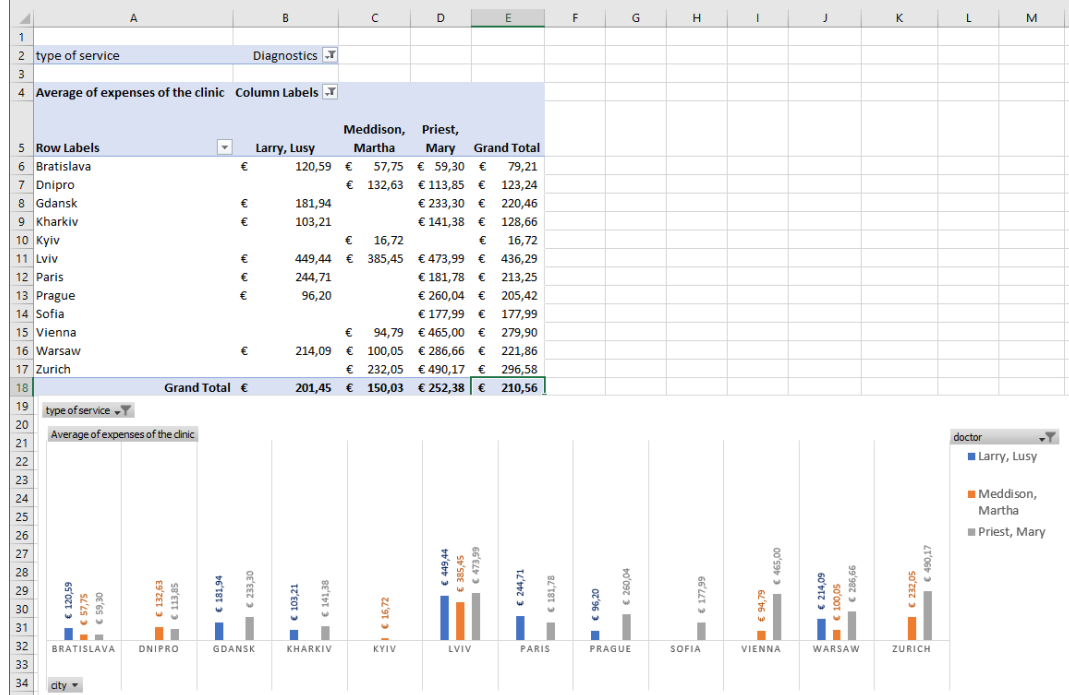 A B C D E F G H I J K L M
1
2 type of service Diagnostics
3
4 Average of expenses of the clinic Column Labels
Meddison, Priest,
5 Row Labels Larry, Lusy Martha Mary Grand Total
6 Bratislava € 120,59 € 57,75 € 59,30 € 79,21
7 Dnipro € 132,63 € 113,85 € 123,24
8 Gdansk € 181,94 € 233,30 € 220,46
9 Kharkiv € 103,21 € 141,38 € 128,66
10 Kyiv € 16,72 € 16,72
11 Lviv € 449,44 € 385,45 € 473,99 € 436,29
12 Paris € 244,71 € 181,78 € 213,25
13 Prague € 96,20 € 260,04 € 205,42
14 Sofia € 177,99 € 177,99
15 Vienna € 94,79 € 465,00 € 279,90
16 Warsaw € 214,09 € 100,05 € 286,66 € 221,86
17 Zurich € 232,05 € 490,17 € 296,58
18 Grand Total € 201,45 € 150,03 € 252,38 € 210,56
19
type of service
20
Average of expenses of the clinic
21
doctor
22
Larry, Lusy
23
24
Meddison,
Martha
25
26
Priest, Mary
27
28
29
30
31
32
33
34
€ 120,59 € 57,75 € 59,30
€ 132,63 € 113,85
€ 181,94 € 233,30
€ 103,21 € 141,38
€ 16,72
€ 449,44 € 385,45 € 473,99
€ 244,71 € 181,78
€ 96,20 € 260,04
€ 177,99
€ 94,79 € 465,00
€ 214,09 € 100,05 € 286,66
€ 232,05 € 490,17
BRATISLAVA DNIPRO GDANSK KHARKIV KYIV LVIV PARIS PRAGUE SOFIA VIENNA WARSAW ZURICH
city